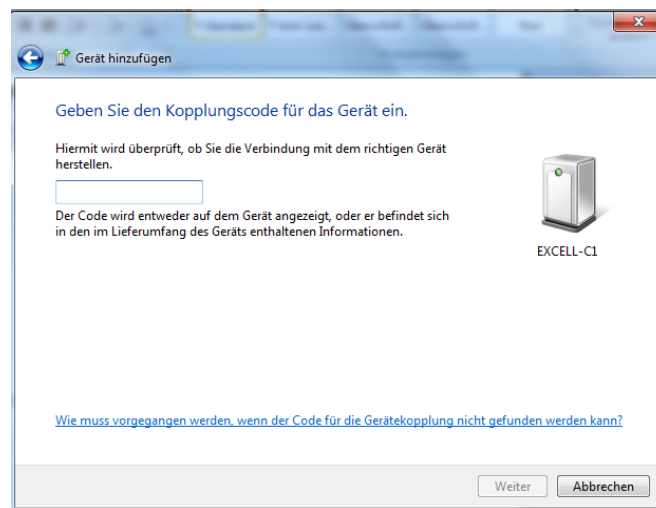 Gerät hinzufügen
Geben Sie den Kopplungscode für das Gerät ein.
Hiermit wird überprüft, ob Sie die Verbindung mit dem richtigen Gerät
herstellen.
Der Code wird entweder auf dem Gerät angezeigt, oder er befindet sich
in den im Lieferumfang des Geräts enthaltenen Informationen.
EXCELL-C1
Wie muss vorgegangen werden, wenn der Code für die Gerätekopplung nicht gefunden werden kann?
Weiter
Abbrechen